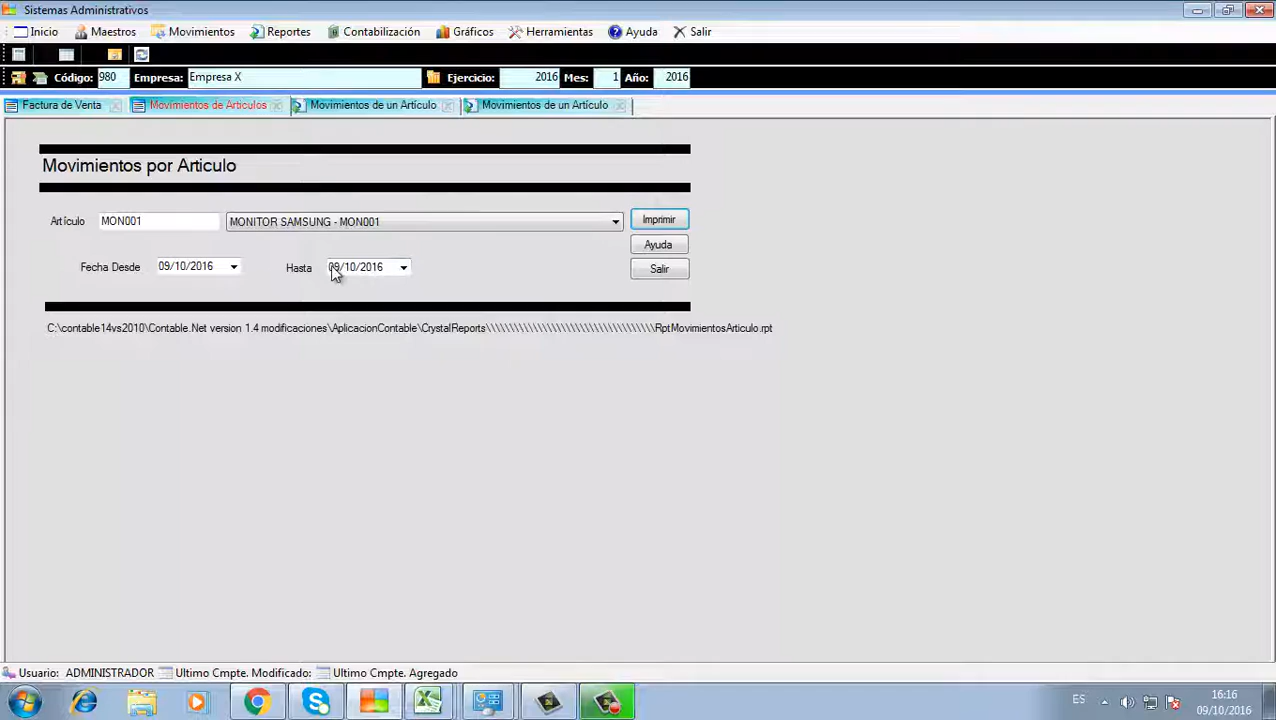 Sistemas Administrativos
Inicio Maestros Movimientos Reportes Contabilización Gráficos Herramientas Ayuda Salir
Código: 980 Empresa: Empresa X Ejercicio: 2016 Mes: 1 Año: 2016
Factura de Venta Movimientos de Articulos Movimientos de un Artículo Movimientos de un Artículo
Movimientos por Articulo
Artículo MON001 MONITOR SAMSUNG - MON001 Imprimir
Ayuda
Fecha Desde 09/10/2016 Hasta 09/10/2016 Salir
C:\contable14vs2010\Contable.Net version 1.4 modificaciones\AplicacionContable\CrystalReports\\\\\\\\\\\\\\\\\\\\\\\\\\\\\\\\\\\\\\RptMovimientosArticulo.rpt
Usuario: ADMINISTRADOR Ultimo Cmpte. Modificado: Ultimo Cmpte. Agregado
ES 16:16
09/10/2016